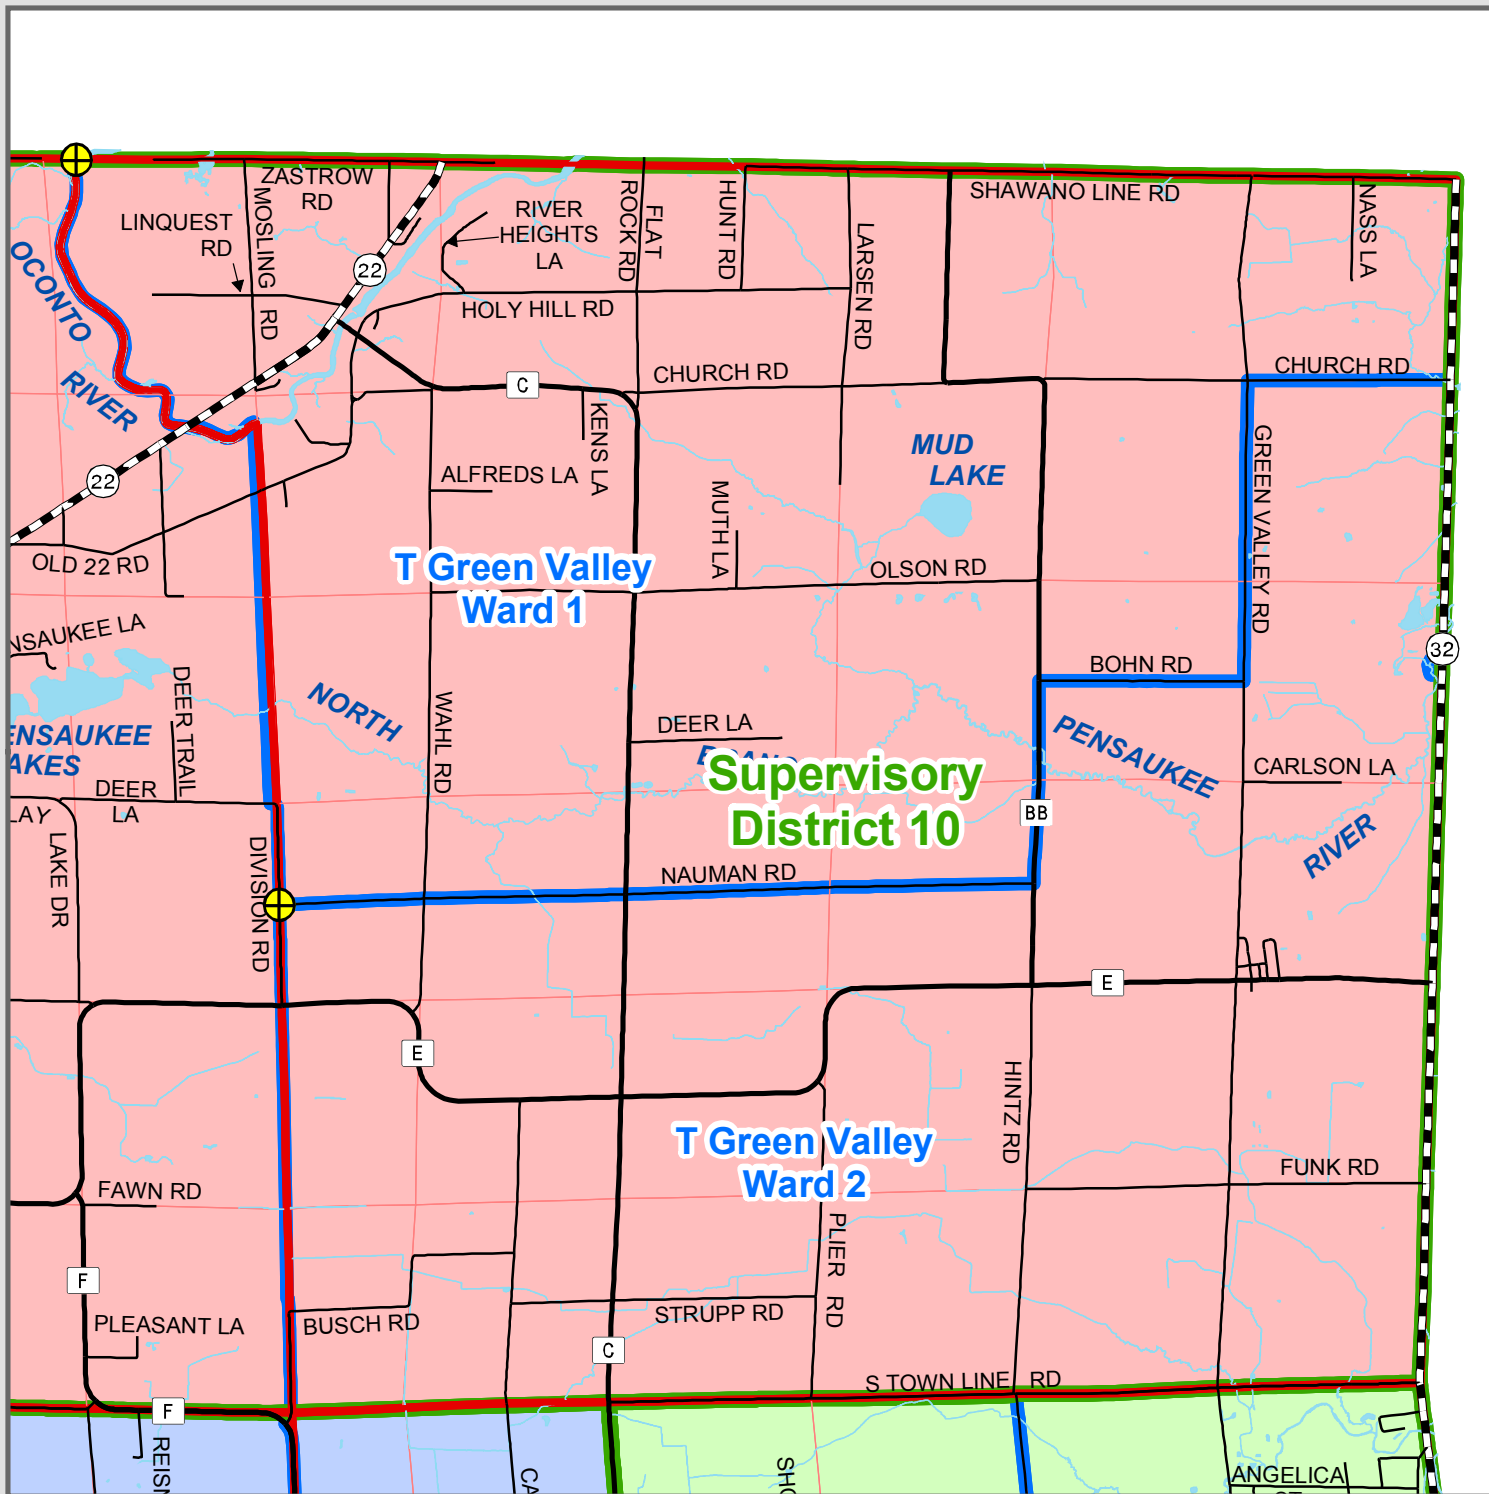 ZASTROW
RD
SHAWANO LINE RD
NASS LA
LINQUEST
RD
MOSLING RD
RIVER
HEIGHTS
LA
FLAT
ROCK RD
HUNT RD
LARSEN RD
OCONTO
RIVER
22
HOLY HILL RD
CHURCH RD
CHURCH RD
C
KENS LA
MUD
LAKE
GREEN VALLEY RD
22
ALFREDS LA
MUTH LA
OLD 22 RD
T Green Valley
Ward 1
OLSON RD
NSAUKEE LA
32
BOHN RD
DEER TRAIL
NORTH
WAHL RD
DEER LA
PENSAUKEE
RIVER
ENSAUKEE
AKES
Supervisory
District 10
CARLSON LA
DEER
LA
LAY
BB
LAKE DR
DIVISION RD
NAUMAN RD
E
E
HINTZ RD
T Green Valley
Ward 2
FUNK RD
FAWN RD
PLIER RD
F
PLEASANT LA
BUSCH RD
STRUPP RD
C
S TOWN LINE RD
F
REISN
CA
SHO
ANGELICA
ST